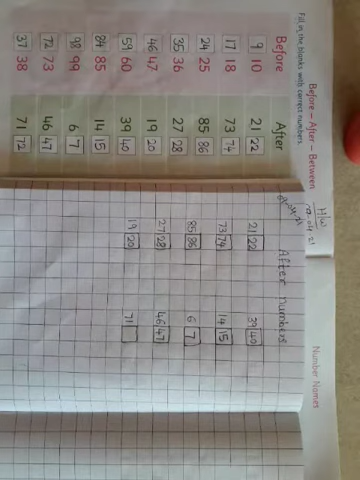 Before – After – Between
H/W
Fill in the blanks with correct numbers.
Before After
9 10 21 22
17 18 73 74
24 25 85 86
35 36 27 28
46 47 19 20
59 60 39 40
84 85 14 15
98 99 6 7
72 73 46 47
37 38 71 72
Number Names
After numbers
21 22 39 40
73 74 14 15
85 86 6 7
27 28 46 47
19 20 71